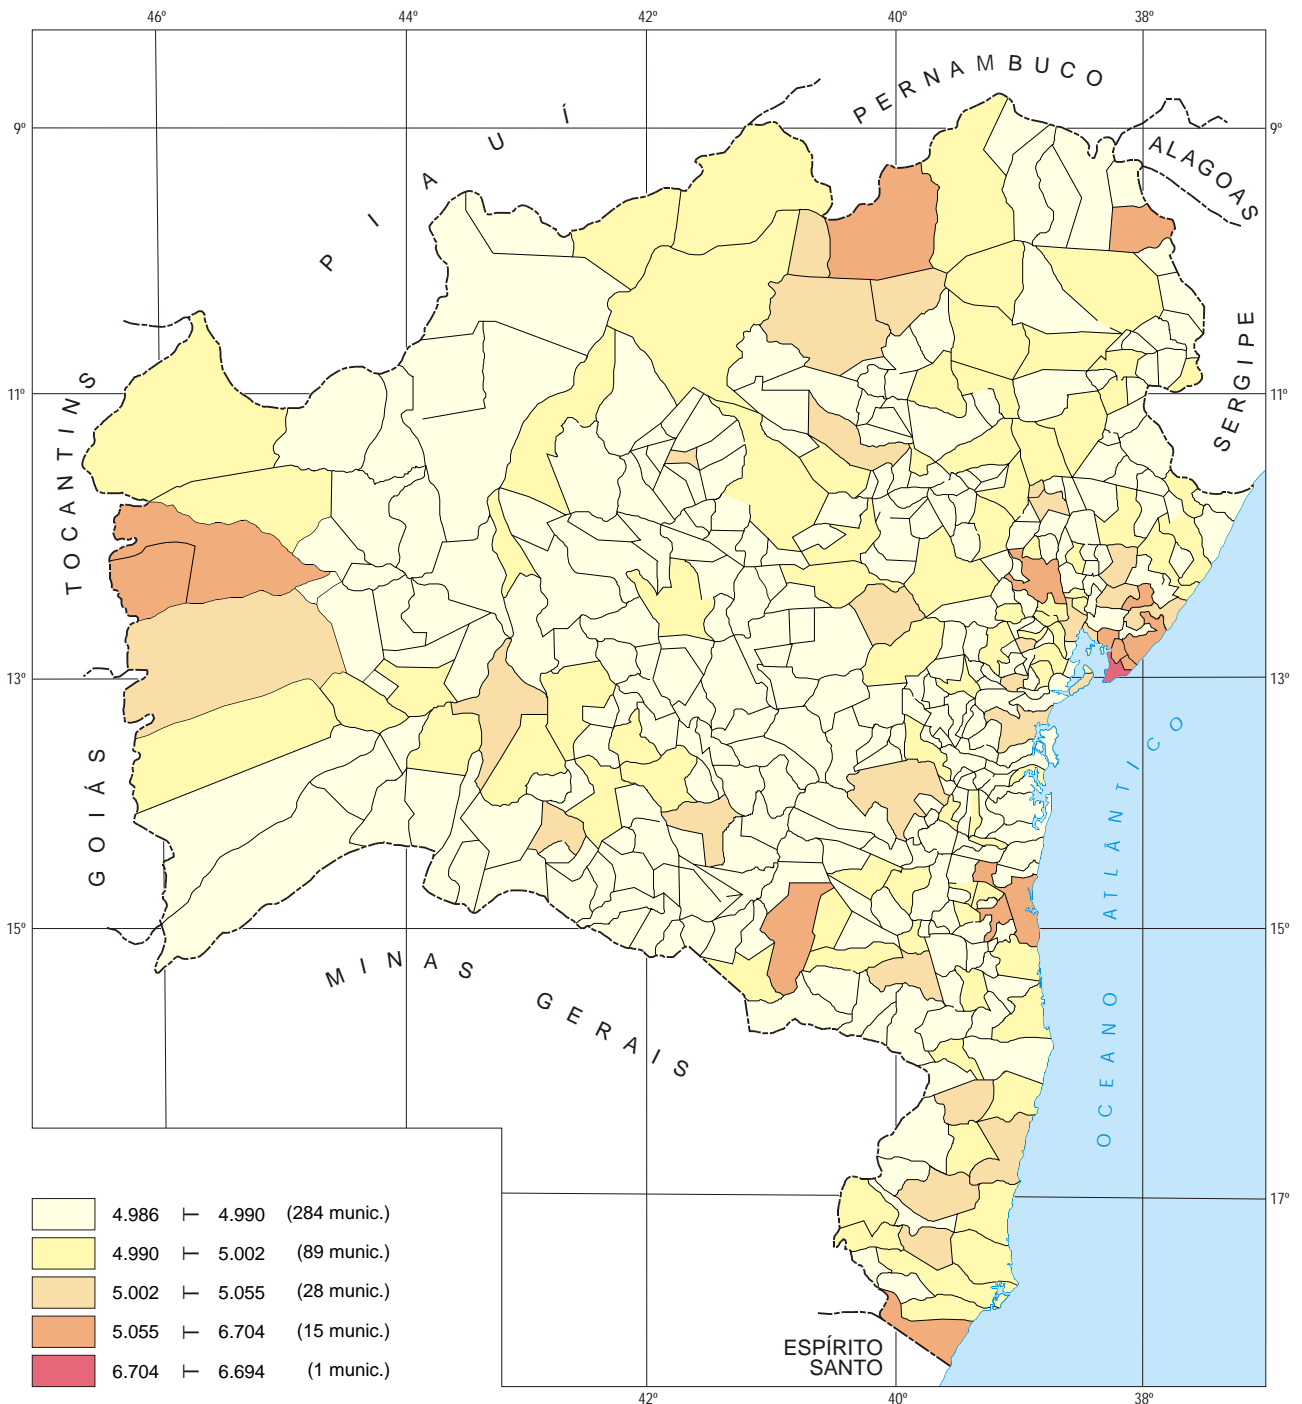 46º 44º 42º 40º 38º
PERNAMBUCO
PIAUÍ
9º 9º
ALAGOAS
SERGIPE
TOCANTINS
11º 11º
13º 13º
GOIÁS
OCEANO ATLÂNTICO
15º 15º
MINAS GERAIS
17º
4.986 ⊢ 4.990 (284 munic.)
4.990 ⊢ 5.002 (89 munic.)
5.002 ⊢ 5.055 (28 munic.)
5.055 ⊢ 6.704 (15 munic.)
6.704 ⊢ 6.694 (1 munic.)
ESPÍRITO
SANTO
42º 40º 38º